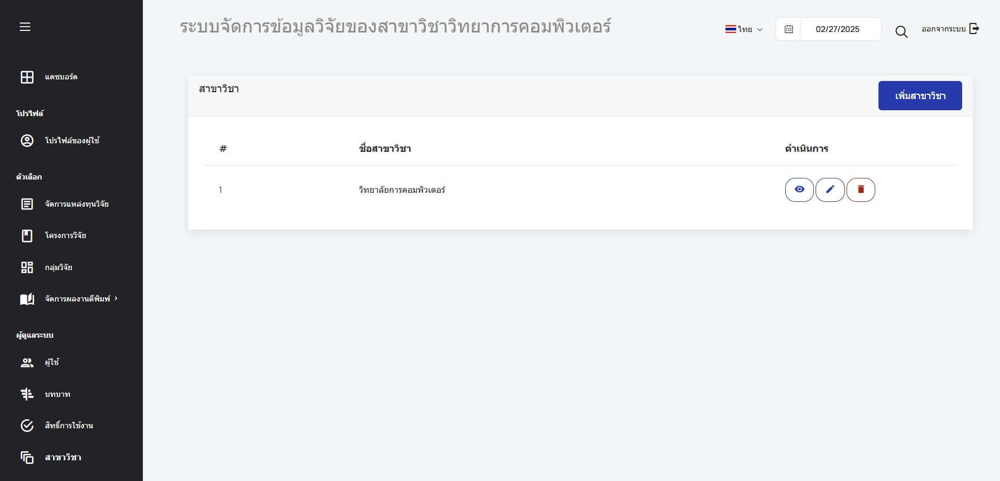 ระบบจัดการข้อมูลวิจัยของสาขาวิชาวิทยาการคอมพิวเตอร์
ไทย
02/27/2025
ออกจากระบบ
แดชบอร์ด
โปรไฟล์
โปรไฟล์ของผู้ใช้
ตัวเลือก
จัดการแหล่งทุนวิจัย
โครงการวิจัย
กลุ่มวิจัย
จัดการผลงานตีพิมพ์
ผู้ดูแลระบบ
ผู้ใช้
บทบาท
สิทธิ์การใช้งาน
สาขาวิชา
สาขาวิชา
เพิ่มสาขาวิชา
# ชื่อสาขาวิชา ดำเนินการ
1 วิทยาลัยการคอมพิวเตอร์